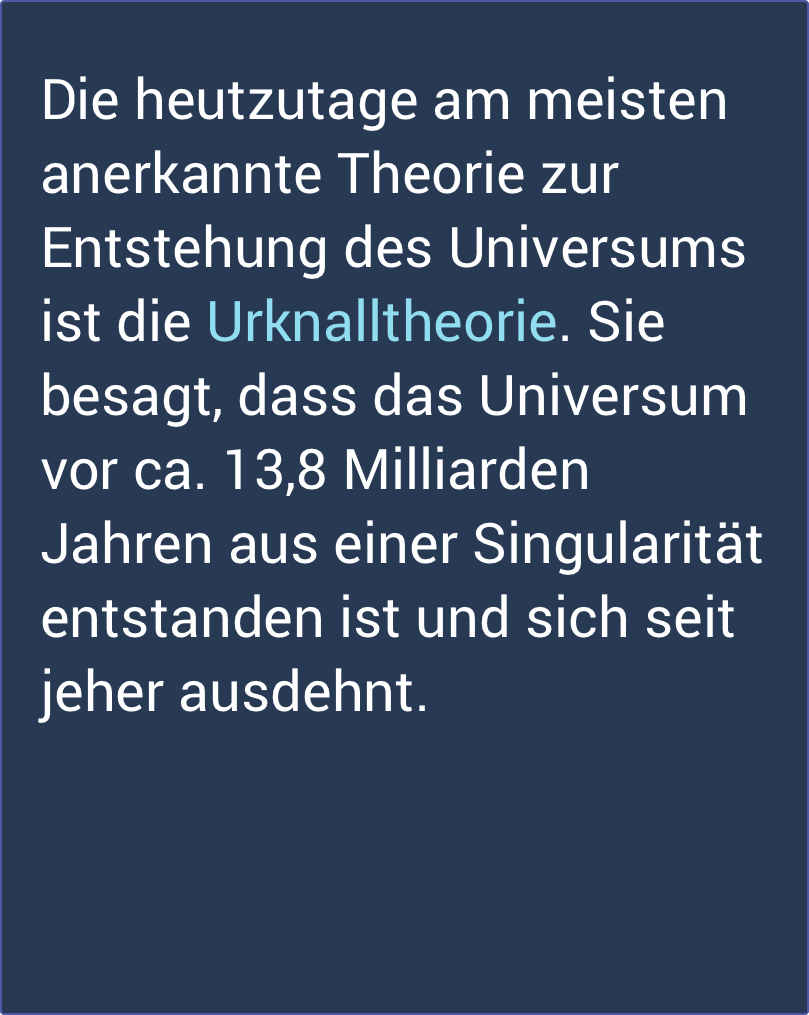 Die heutzutage am meisten
anerkannte Theorie zur
Entstehung des Universums
ist die Urknalltheorie. Sie
besagt, dass das Universum
vor ca. 13,8 Milliarden
Jahren aus einer Singularität
entstanden ist und sich seit
jeher ausdehnt.